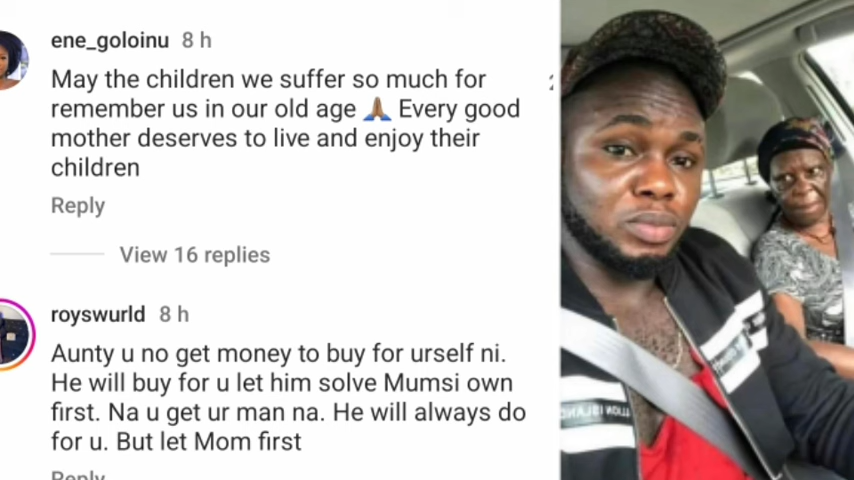 ene_goloinu 8 h
May the children we suffer so much for
remember us in our old age 🙏🏾 Every good
mother deserves to live and enjoy their
children
Reply
View 16 replies
royswurld 8 h
Aunty u no get money to buy for urself ni.
He will buy for u let him solve Mumsi own
first. Na u get ur man na. He will always do
for u. But let Mom first
Reply